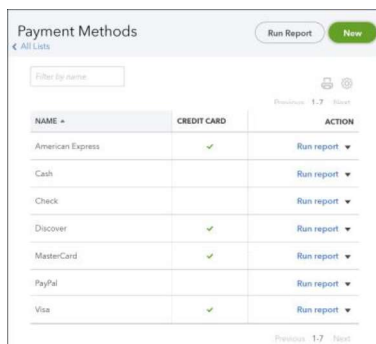 Payment Methods
Run Report
New
All Lists
Filter by name
Previous 1-7 Next
NAME CREDIT CARD ACTION
American Express Run report
Cash Run report
Check Run report
Discover Run report
MasterCard Run report
PayPal Run report
Visa Run report
Previous 1-7 Next